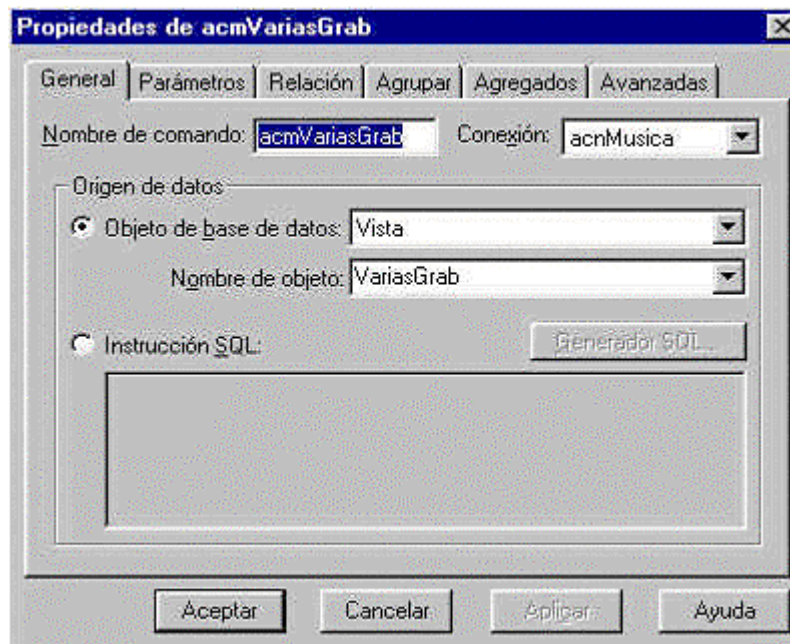 Propiedades de acmVariasGrab
General Parámetros Relación Agrupar Agregados Avanzadas
Nombre de comando: acmVariasGrab Conexión: acnMusica
Origen de datos
Objeto de base de datos: Vista
Nombre de objeto: VariasGrab
Instrucción SQL: Generador SQL...
Aceptar Cancelar Aplicar Ayuda